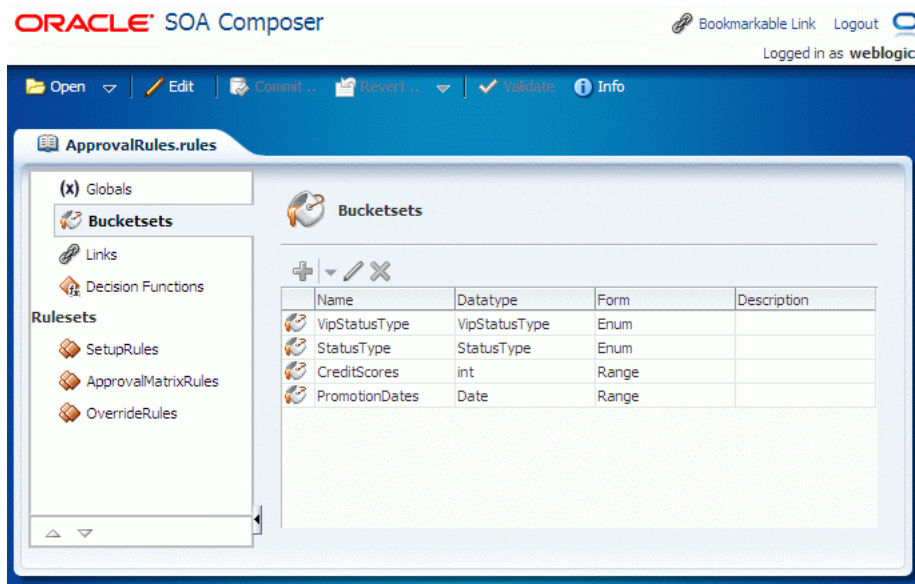 ORACLE SOA Composer
Bookmarkable Link Logout
Logged in as weblogic
Open Edit Commit .. Revert .. Validate Info
ApprovalRules.rules
(x) Globals
Bucketsets
Links
fx Decision Functions
Rulesets
SetupRules
ApprovalMatrixRules
OverrideRules
Bucketsets
Name Datatype Form Description
VipStatusType VipStatusType Enum
StatusType StatusType Enum
CreditScores int Range
PromotionDates Date Range